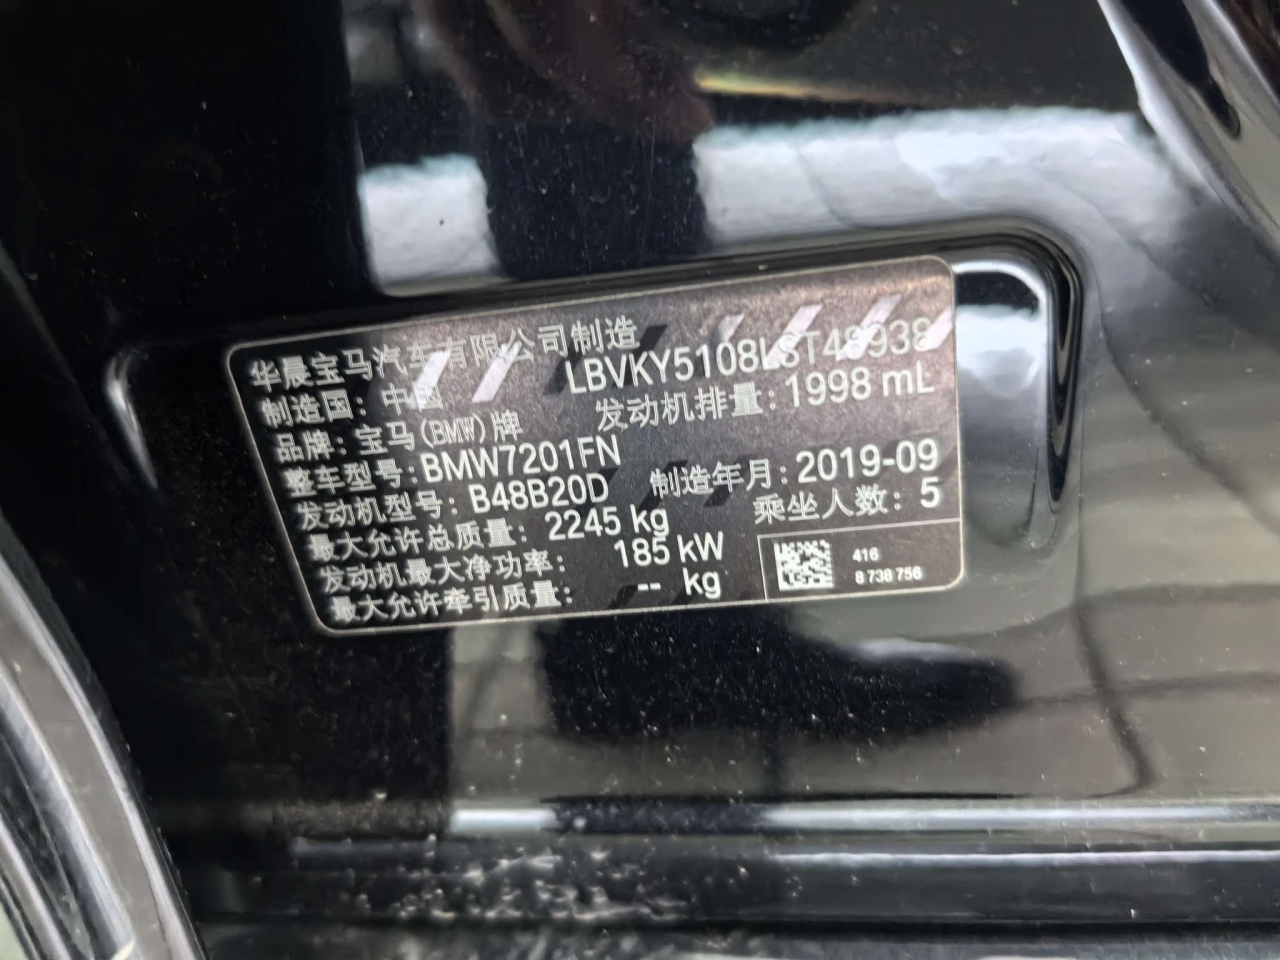 华晨宝马汽车有限公司制造
LBVKY5108LST48938
制造国：中国
发动机排量：1998 mL
品牌：宝马(BMW)牌
整车型号：BMW7201FN
制造年月：2019-09
发动机型号：B48B20D
乘坐人数：5
最大允许总质量：2245 kg
发动机最大净功率：185 kW
最大允许牵引质量：-- kg
416
8 738 756